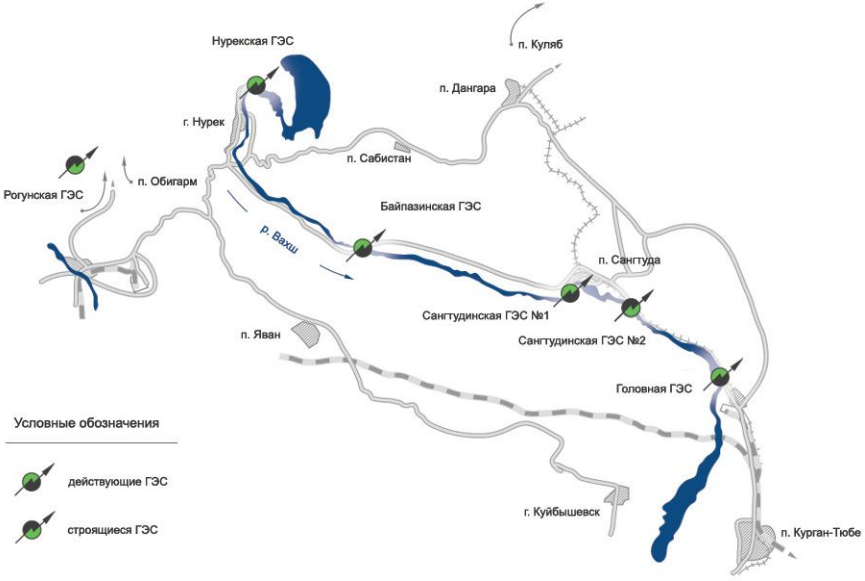 Нурекская ГЭС
п. Куляб
п. Дангара
г. Нурек
п. Сабистан
п. Обигарм
Рогунская ГЭС
Байпазинская ГЭС
р. Вахш
п. Сангтуда
Сангтудинская ГЭС №1
Сангтудинская ГЭС №2
п. Яван
Головная ГЭС
Условные обозначения
действующие ГЭС
строящиеся ГЭС
г. Куйбышевск
п. Курган-Тюбе